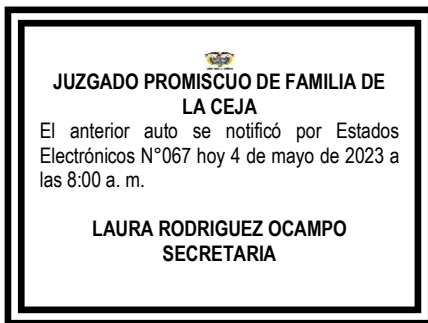 JUZGADO PROMISCUO DE FAMILIA DE
LA CEJA
El anterior auto se notificó por Estados
Electrónicos N°067 hoy 4 de mayo de 2023 a
las 8:00 a. m.
LAURA RODRIGUEZ OCAMPO
SECRETARIA